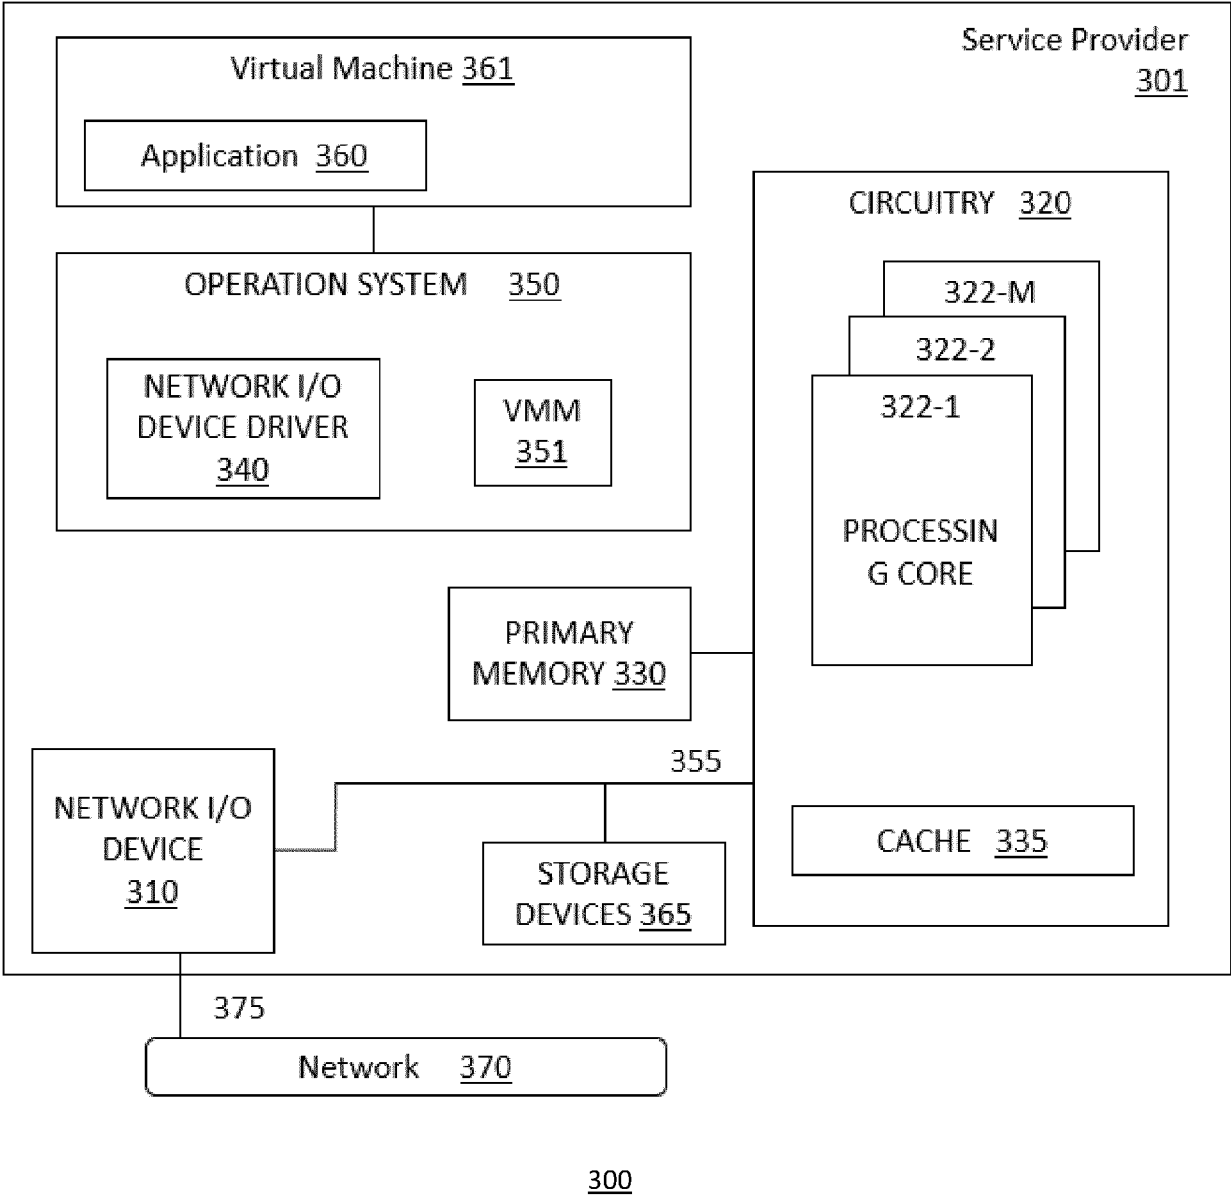 Service Provider
301
Virtual Machine 361
Application 360
OPERATION SYSTEM 350
NETWORK I/O
DEVICE DRIVER
340
VMM
351
CIRCUITRY 320
322-M
322-2
322-1
PROCESSIN
G CORE
PRIMARY
MEMORY 330
355
NETWORK I/O
DEVICE
310
STORAGE
DEVICES 365
CACHE 335
375
Network 370
300